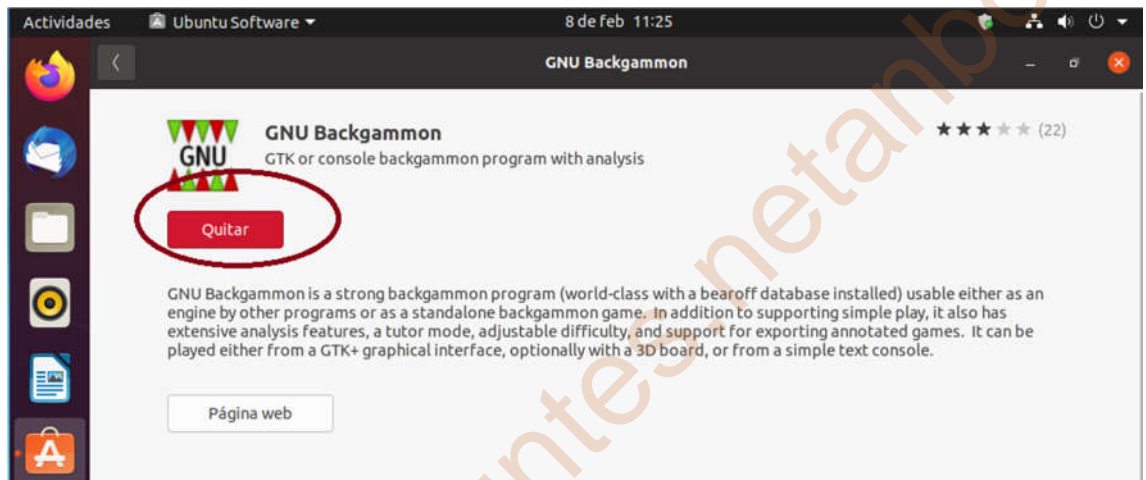 Actividades Ubuntu Software 8 de feb 11:25
GNU Backgammon
GNU
GNU Backgammon
(22)
GTK or console backgammon program with analysis
Quitar
GNU Backgammon is a strong backgammon program (world-class with a bearoff database installed) usable either as an
engine by other programs or as a standalone backgammon game. In addition to supporting simple play, it also has
extensive analysis features, a tutor mode, adjustable difficulty, and support for exporting annotated games. It can be
played either from a GTK+ graphical interface, optionally with a 3D board, or from a simple text console.
Página web